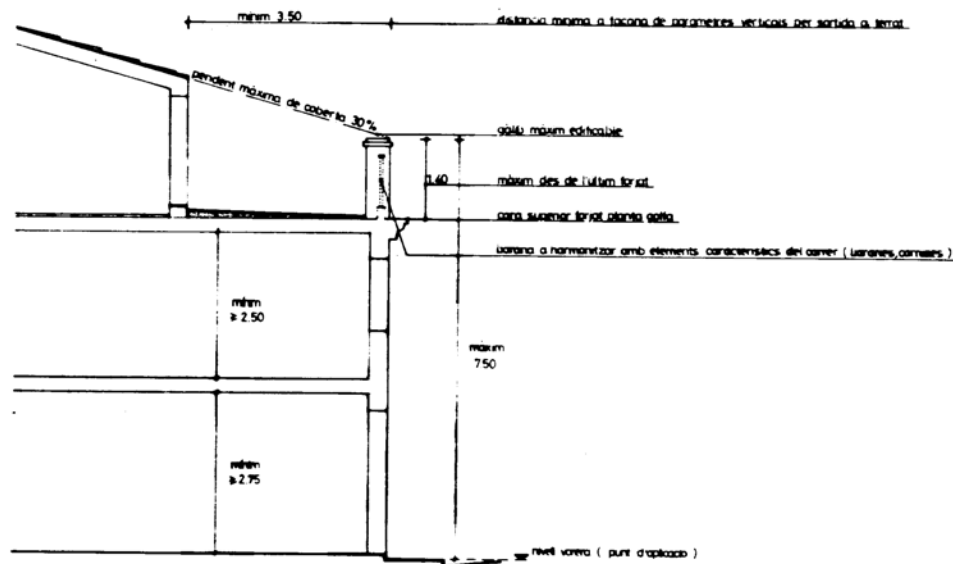 mínim 3.50
distància mínima a façana de parametres verticals per sortida a terrat
pendent màxima de coberta 30%
gàlib màxim edificable
1.40
màxim des de l'ultim forjat
cara superior forjat planta golfa
barana a harmonitzar amb elements característics del carrer ( baranes, cornises )
mínim
≥ 2.50
màxim
7.50
mínim
≥ 2.75
nivell vorera ( punt d'aplicació )